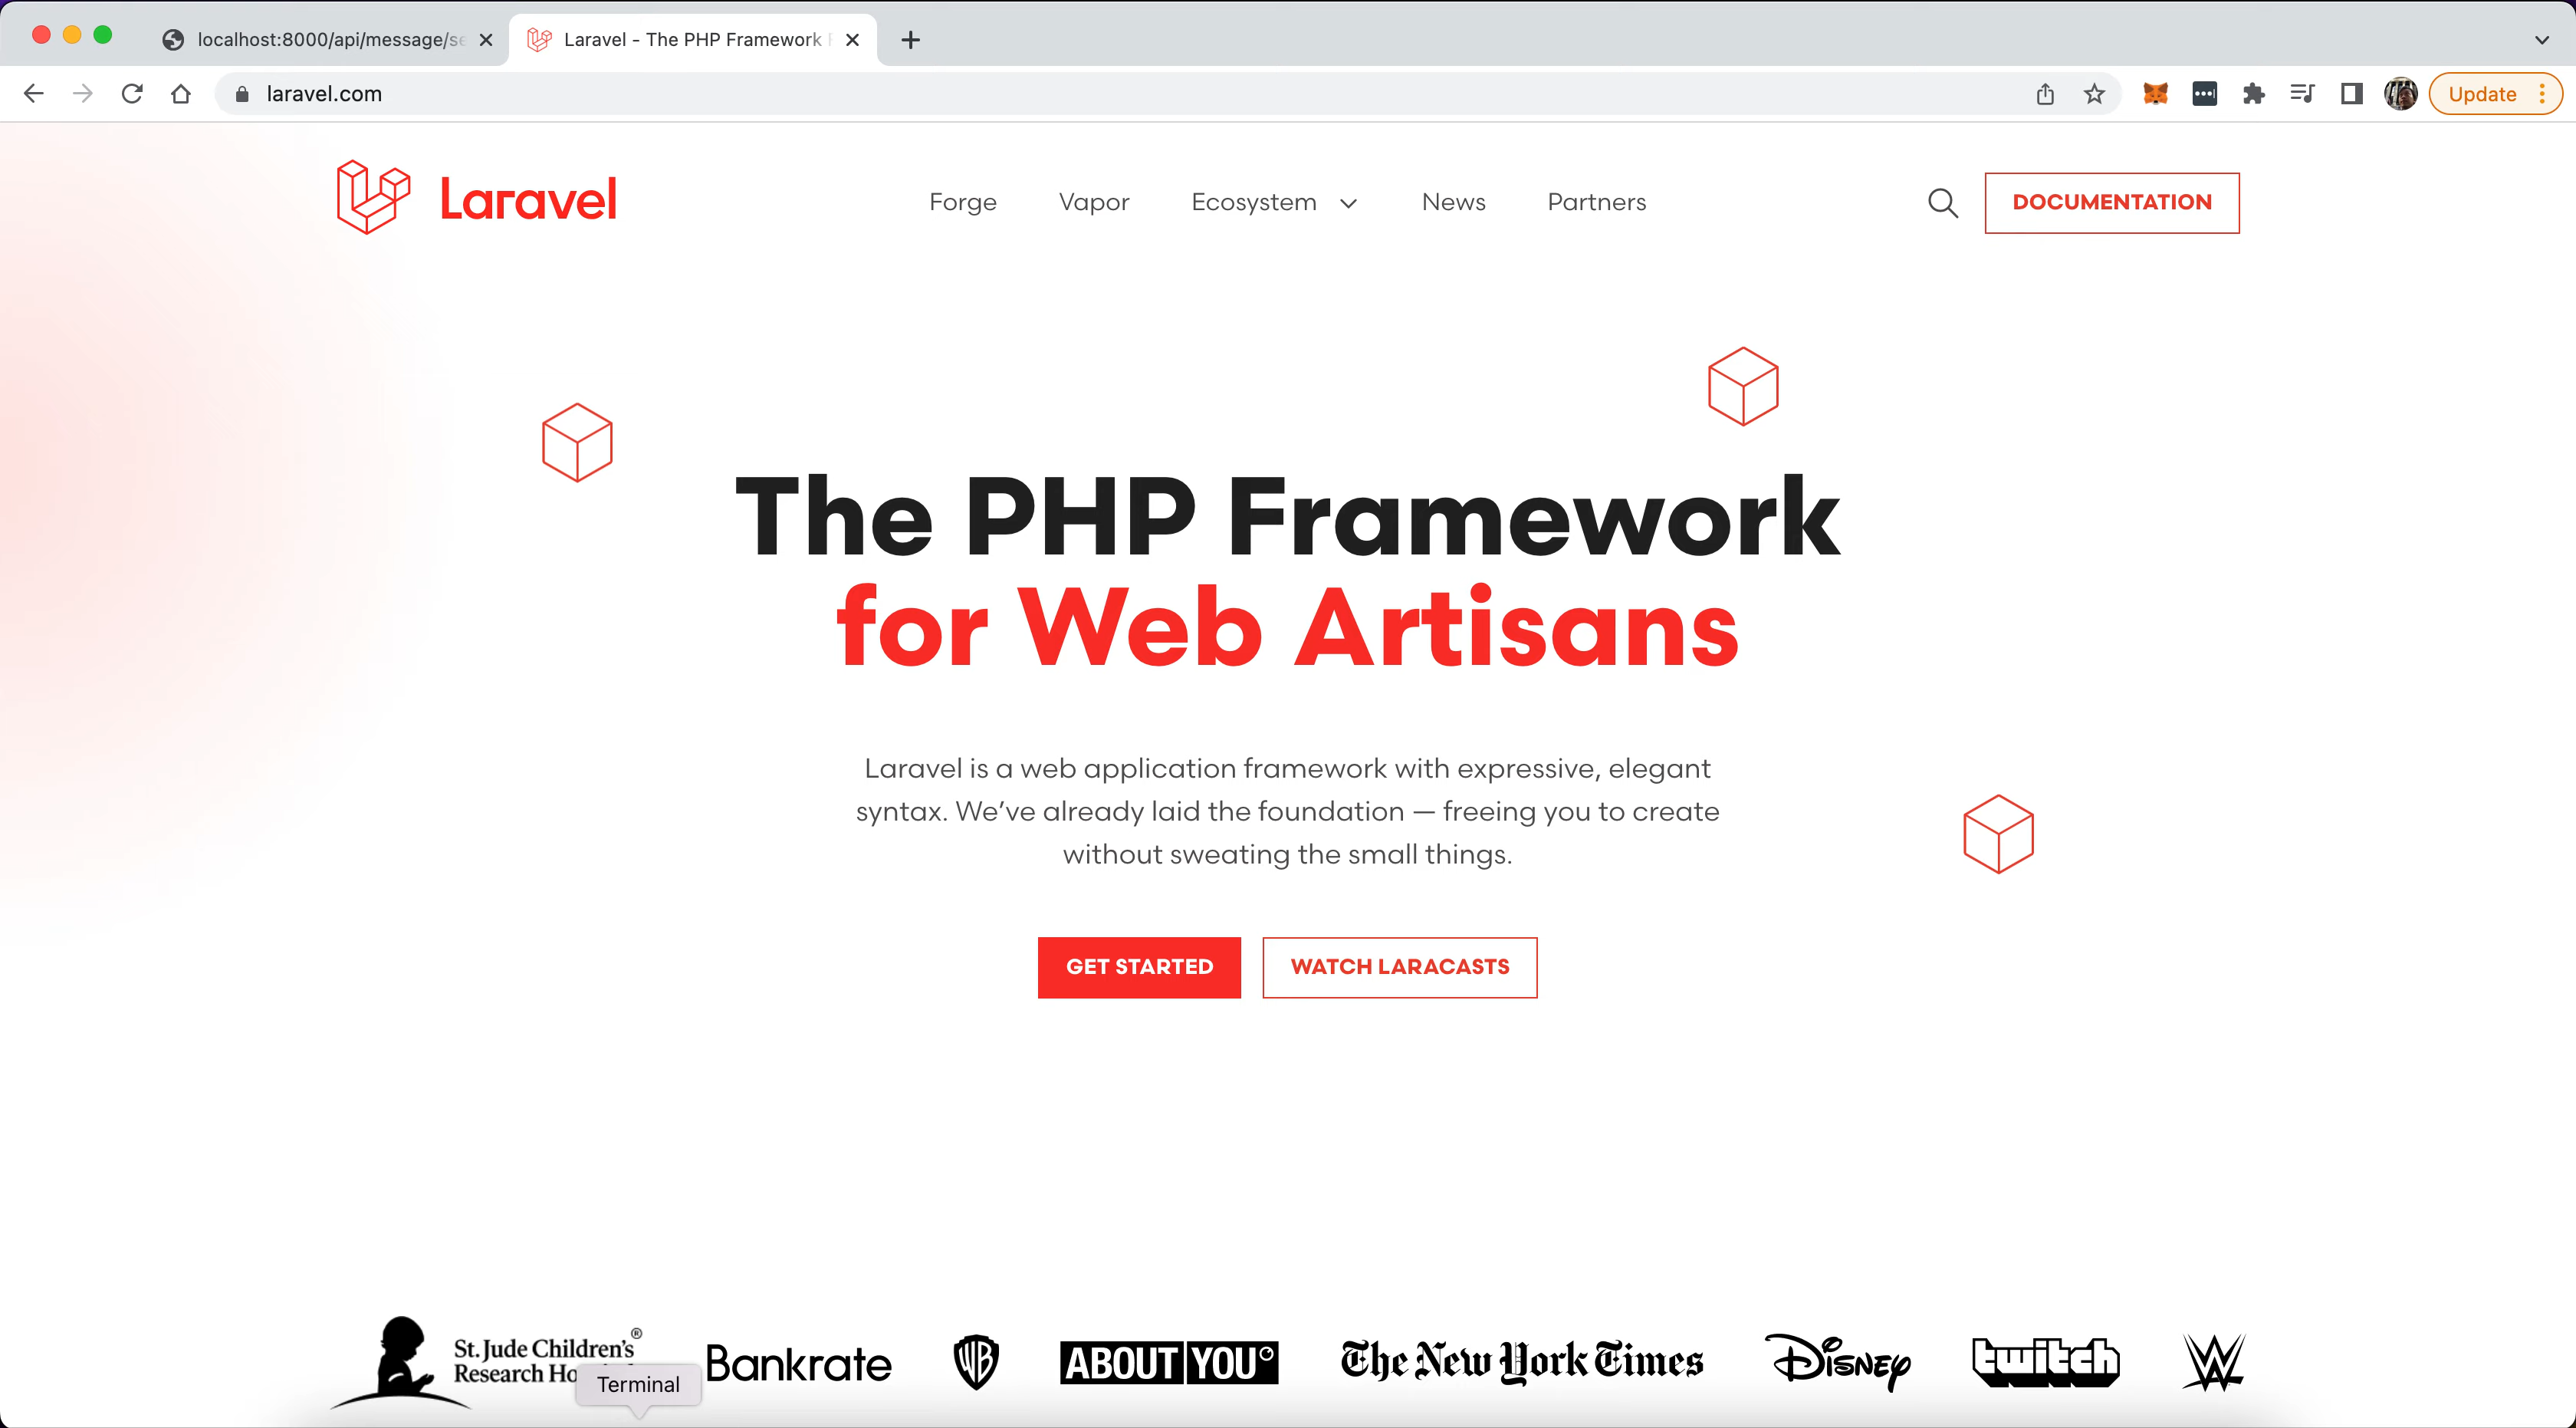 localhost:8000/api/message/se
Laravel - The PHP Framework F
laravel.com
Update
Laravel
Forge
Vapor
Ecosystem
News
Partners
DOCUMENTATION
The PHP Framework
for Web Artisans
Laravel is a web application framework with expressive, elegant
syntax. We’ve already laid the foundation — freeing you to create
without sweating the small things.
GET STARTED
WATCH LARACASTS
St. Jude Children’s®
Research Ho
Bankrate
WB
ABOUT YOU
The New York Times
Disney
twitch
W
Terminal